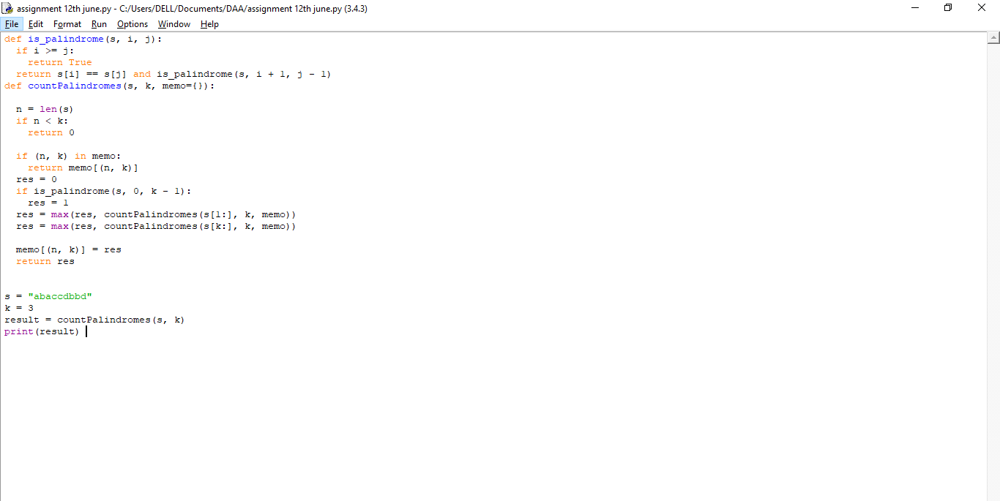 assignment 12th june.py - C:/Users/DELL/Documents/DAA/assignment 12th june.py (3.4.3)
File Edit Format Run Options Window Help
def is_palindrome(s, i, j):
  if i >= j:
    return True
  return s[i] == s[j] and is_palindrome(s, i + 1, j - 1)
def countPalindromes(s, k, memo={}):

  n = len(s)
  if n < k:
    return 0

  if (n, k) in memo:
    return memo[(n, k)]
  res = 0
  if is_palindrome(s, 0, k - 1):
    res = 1
  res = max(res, countPalindromes(s[1:], k, memo))
  res = max(res, countPalindromes(s[k:], k, memo))

  memo[(n, k)] = res
  return res


s = "abaccdbbd"
k = 3
result = countPalindromes(s, k)
print(result)